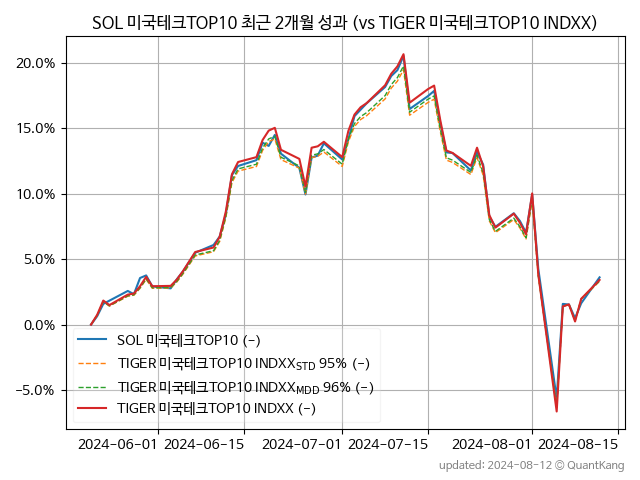 SOL 미국테크TOP10 최근 2개월 성과 (vs TIGER 미국테크TOP10 INDXX)
20.0%
15.0%
10.0%
5.0%
0.0%
−5.0%
SOL 미국테크TOP10 (-)
TIGER 미국테크TOP10 INDXX_STD 95% (-)
TIGER 미국테크TOP10 INDXX_MDD 96% (-)
TIGER 미국테크TOP10 INDXX (-)
2024-06-01 2024-06-15 2024-07-01 2024-07-15 2024-08-01 2024-08-15
updated: 2024-08-12 © QuantKang